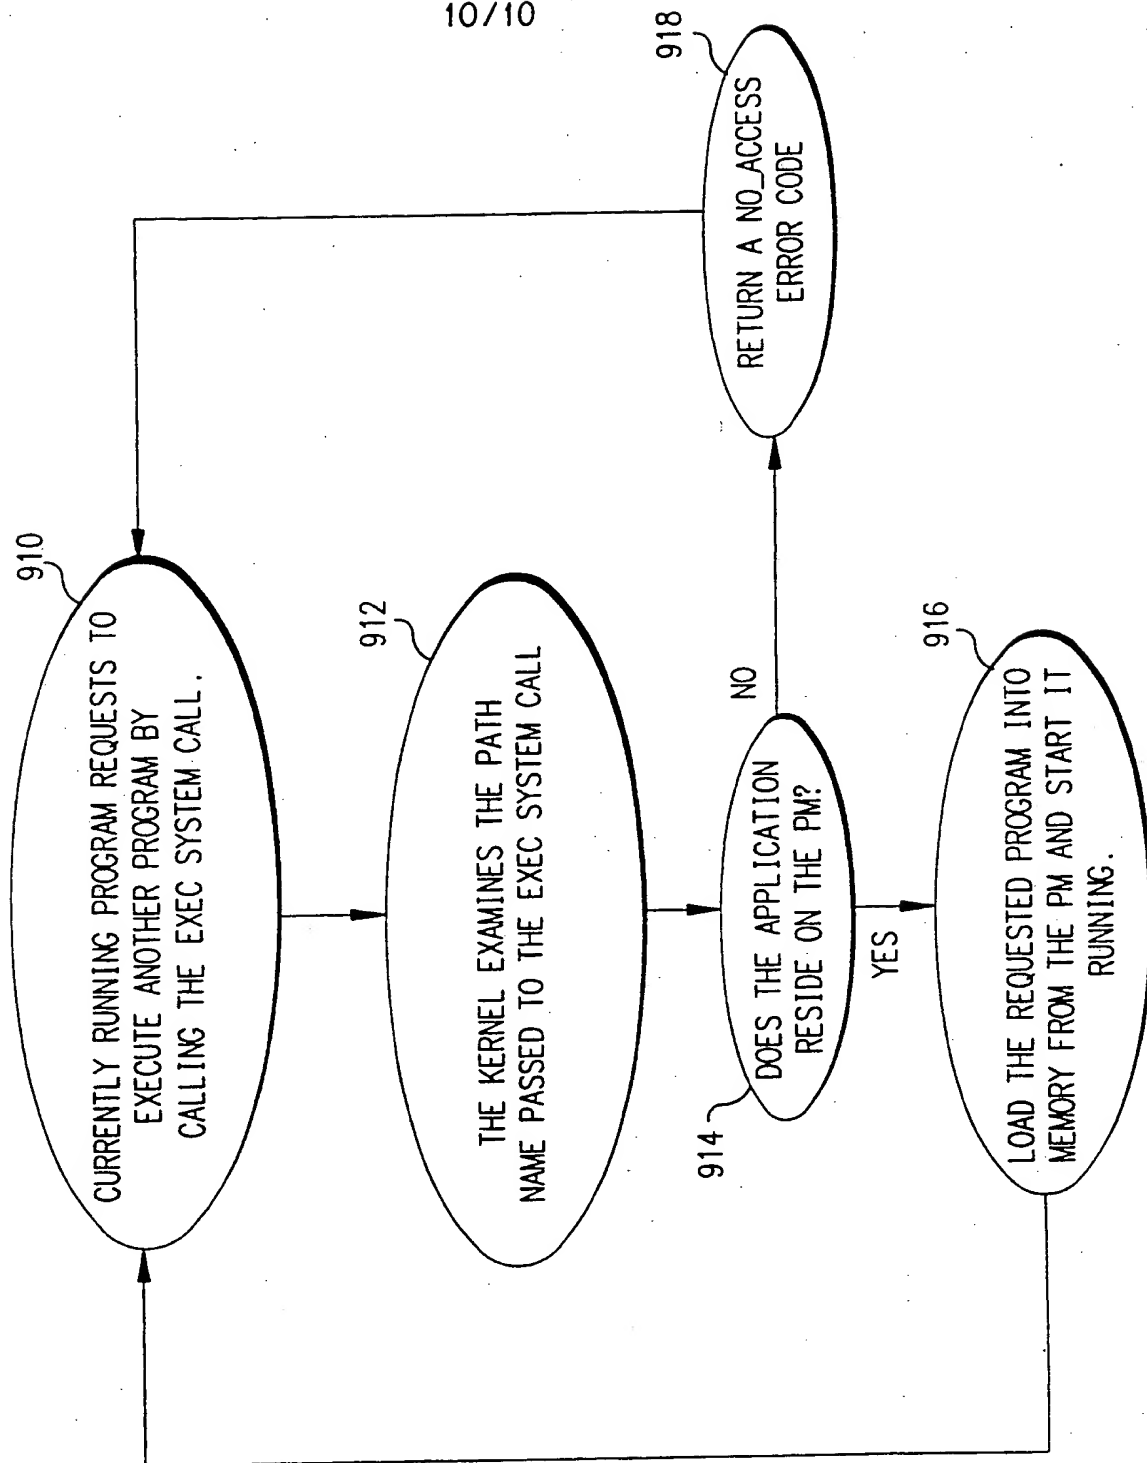 10/10
910
CURRENTLY RUNNING PROGRAM REQUESTS TO
EXECUTE ANOTHER PROGRAM BY
CALLING THE EXEC SYSTEM CALL.
912
THE KERNEL EXAMINES THE PATH
NAME PASSED TO THE EXEC SYSTEM CALL
914
DOES THE APPLICATION
RESIDE ON THE PM?
NO
918
RETURN A NO_ACCESS
ERROR CODE
YES
916
LOAD THE REQUESTED PROGRAM INTO
MEMORY FROM THE PM AND START IT
RUNNING.